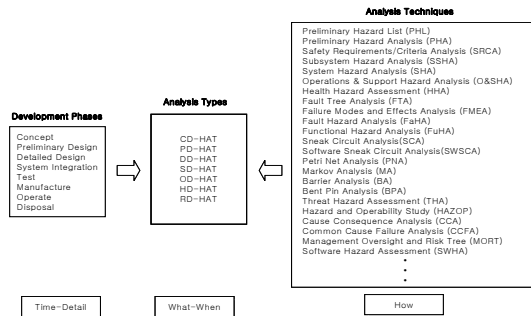 Analysis Techniques
Preliminary Hazard List (PHL)
Preliminary Hazard Analysis (PHA)
Safety Requirements/Criteria Analysis (SRCA)
Subsystem Hazard Analysis (SSHA)
System Hazard Analysis (SHA)
Operations & Support Hazard Analysis (O&SHA)
Health Hazard Assessment (HHA)
Fault Tree Analysis (FTA)
Failure Modes and Effects Analysis (FMEA)
Fault Hazard Analysis (FaHA)
Functional Hazard Analysis (FuHA)
Sneak Circuit Analysis(SCA)
Software Sneak Circuit Analysis(SWSCA)
Petri Net Analysis (PNA)
Markov Analysis (MA)
Barrier Analysis (BA)
Bent Pin Analysis (BPA)
Threat Hazard Assessment (THA)
Hazard and Operability Study (HAZOP)
Cause Consequence Analysis (CCA)
Common Cause Failure Analysis (CCFA)
Management Oversight and Risk Tree (MORT)
Software Hazard Assessment (SWHA)
Analysis Types
CD-HAT
PD-HAT
DD-HAT
SD-HAT
OD-HAT
HD-HAT
RD-HAT
Development Phases
Concept
Preliminary Design
Detailed Design
System Integration
Test
Manufacture
Operate
Disposal
Time-Detail
What-When
How